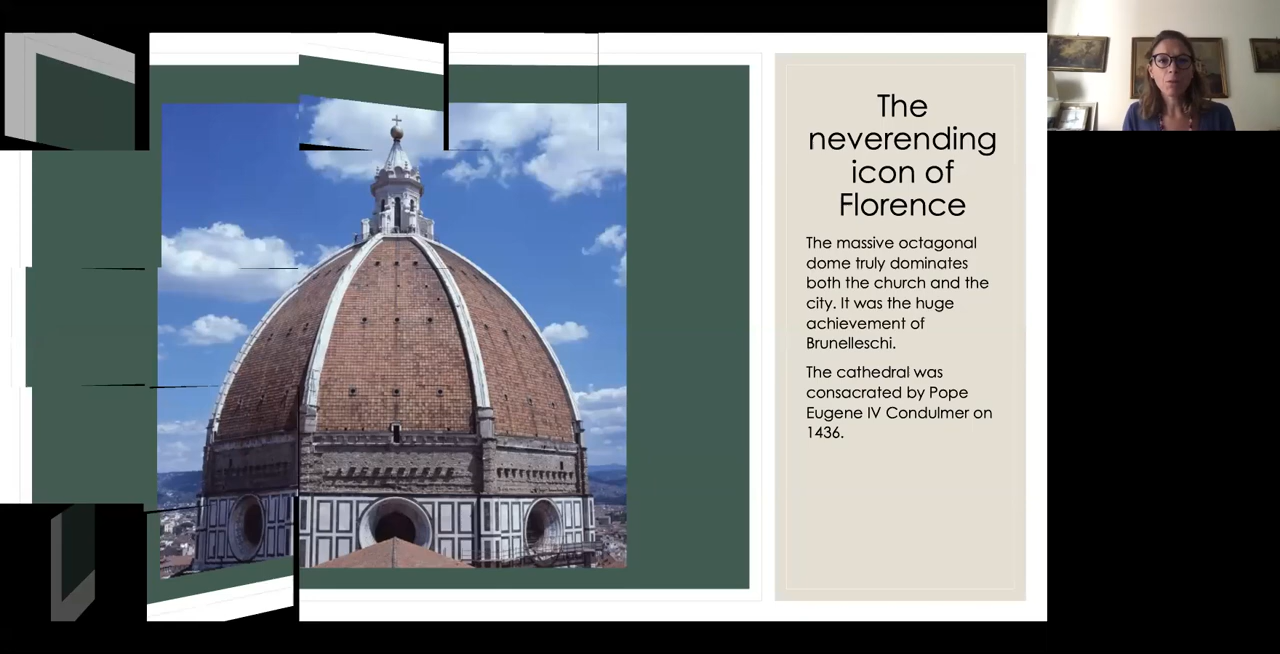 The
neverending
icon of
Florence
The massive octagonal
dome truly dominates
both the church and the
city. It was the huge
achievement of
Brunelleschi.
The cathedral was
consacrated by Pope
Eugene IV Condulmer on
1436.